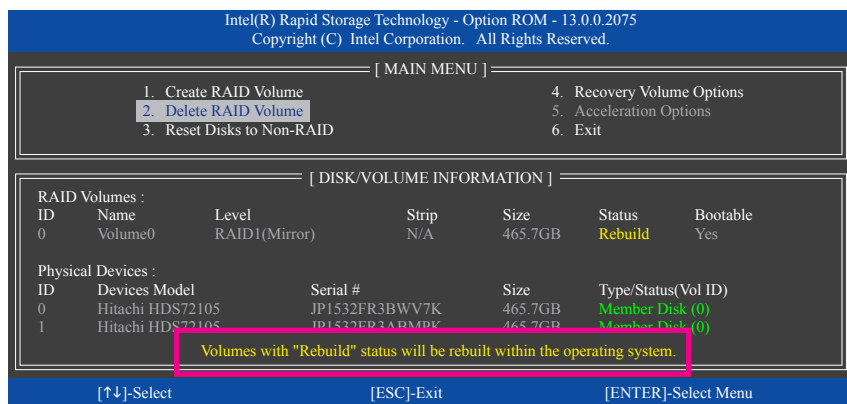 Intel(R) Rapid Storage Technology - Option ROM - 13.0.0.2075
Copyright (C) Intel Corporation. All Rights Reserved.
[ MAIN MENU ]
1. Create RAID Volume 4. Recovery Volume Options
2. Delete RAID Volume 5. Acceleration Options
3. Reset Disks to Non-RAID 6. Exit
[ DISK/VOLUME INFORMATION ]
RAID Volumes :
ID Name Level Strip Size Status Bootable
0 Volume0 RAID1(Mirror) N/A 465.7GB Rebuild Yes
Physical Devices :
ID Devices Model Serial # Size Type/Status(Vol ID)
0 Hitachi HDS72105 JP1532FR3BWV7K 465.7GB Member Disk (0)
1 Hitachi HDS72105 JP1532FR3ABMPK 465.7GB Member Disk (0)
Volumes with "Rebuild" status will be rebuilt within the operating system.
[↑↓]-Select [ESC]-Exit [ENTER]-Select Menu